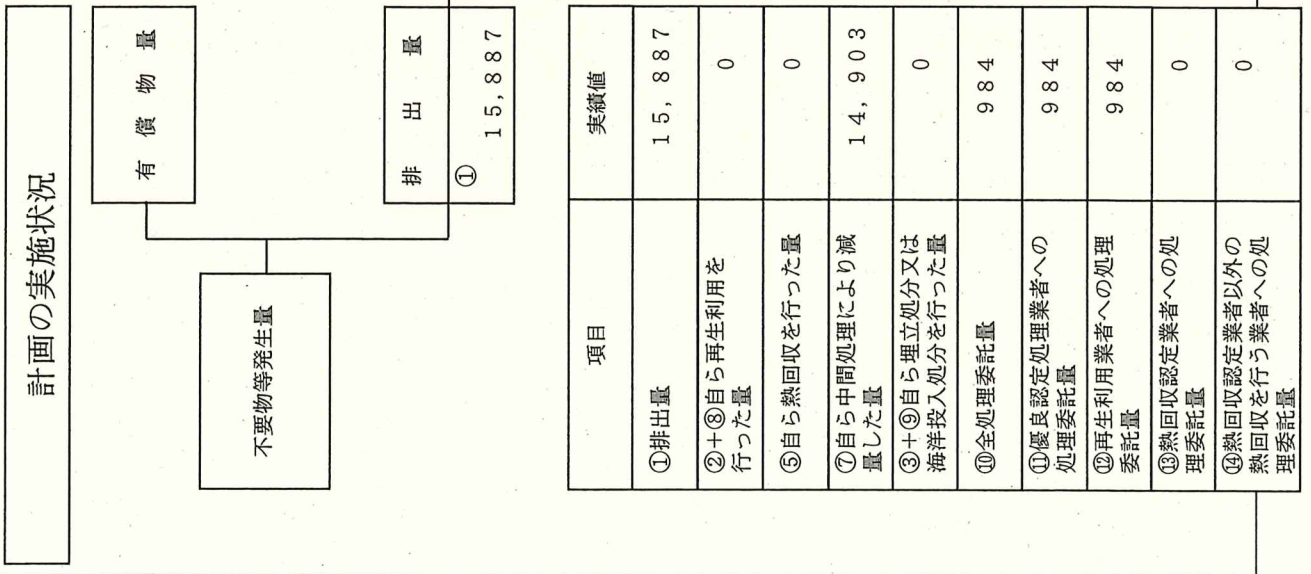 計画の実施状況
有償物量
不要物等発生量
排出量
①
15,887
項目
実績値
①排出量
15,887
②+⑧自ら再生利用を
行った量
0
⑤自ら熱回収を行った量
0
⑦自ら中間処理により減
量した量
14,903
③+⑨自ら埋立処分又は
海洋投入処分を行った量
0
⑩全処理委託量
984
⑪優良認定処理業者への
処理委託量
984
⑫再生利用業者への処理
委託量
984
⑬熱回収認定業者への処
理委託量
0
⑭熱回収認定業者以外の
熱回収を行う業者への処
理委託量
0